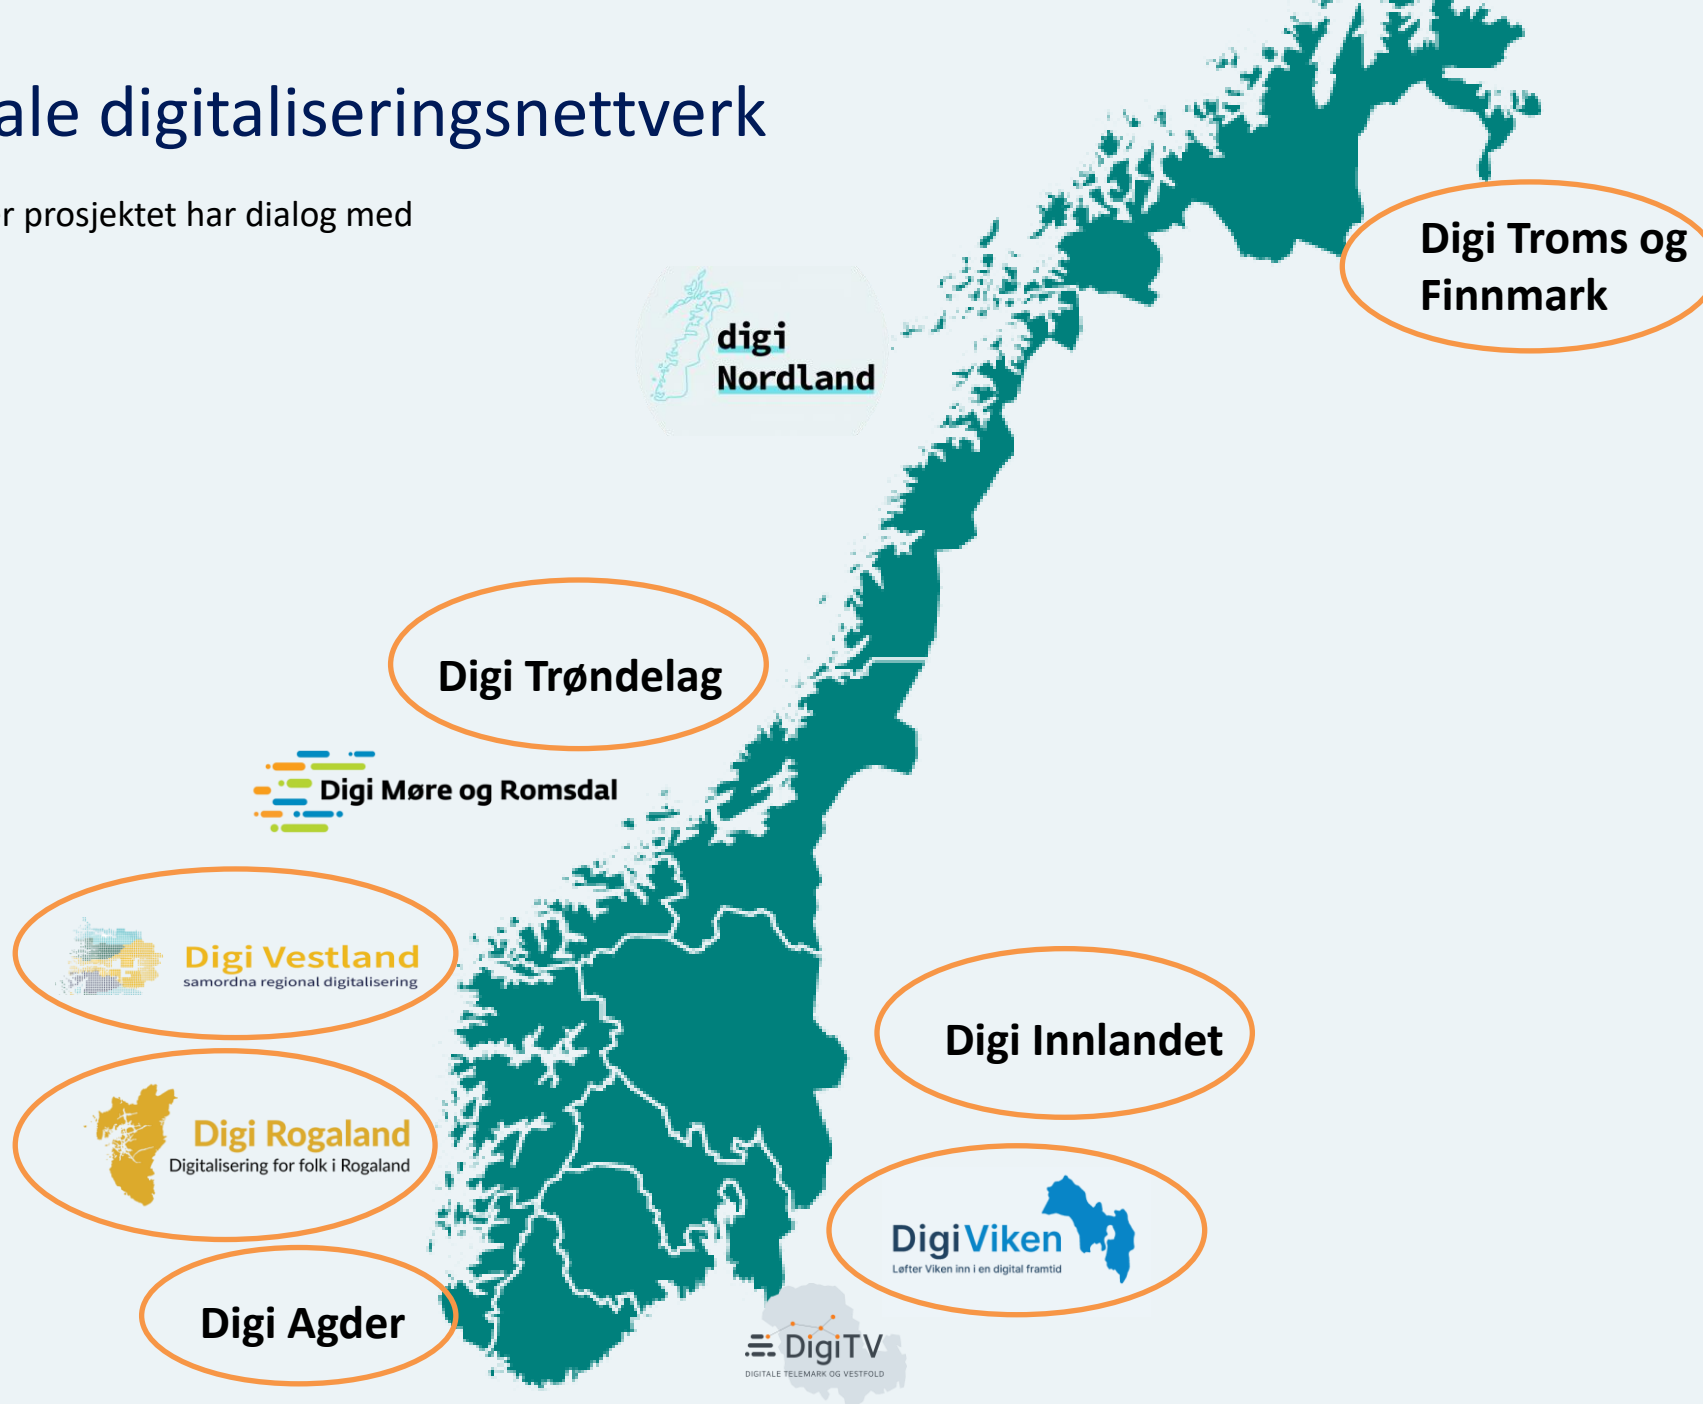 ale digitaliseringsnettverk
r prosjektet har dialog med
Digi Troms og
Finnmark
digi
Nordland
Digi Trøndelag
Digi Møre og Romsdal
Digi Vestland
samordna regional digitalisering
Digi Innlandet
Digi Rogaland
Digitalisering for folk i Rogaland
DigiViken
Løfter Viken inn i en digital framtid
Digi Agder
DigiTV
DIGITALE TELEMARK OG VESTFOLD